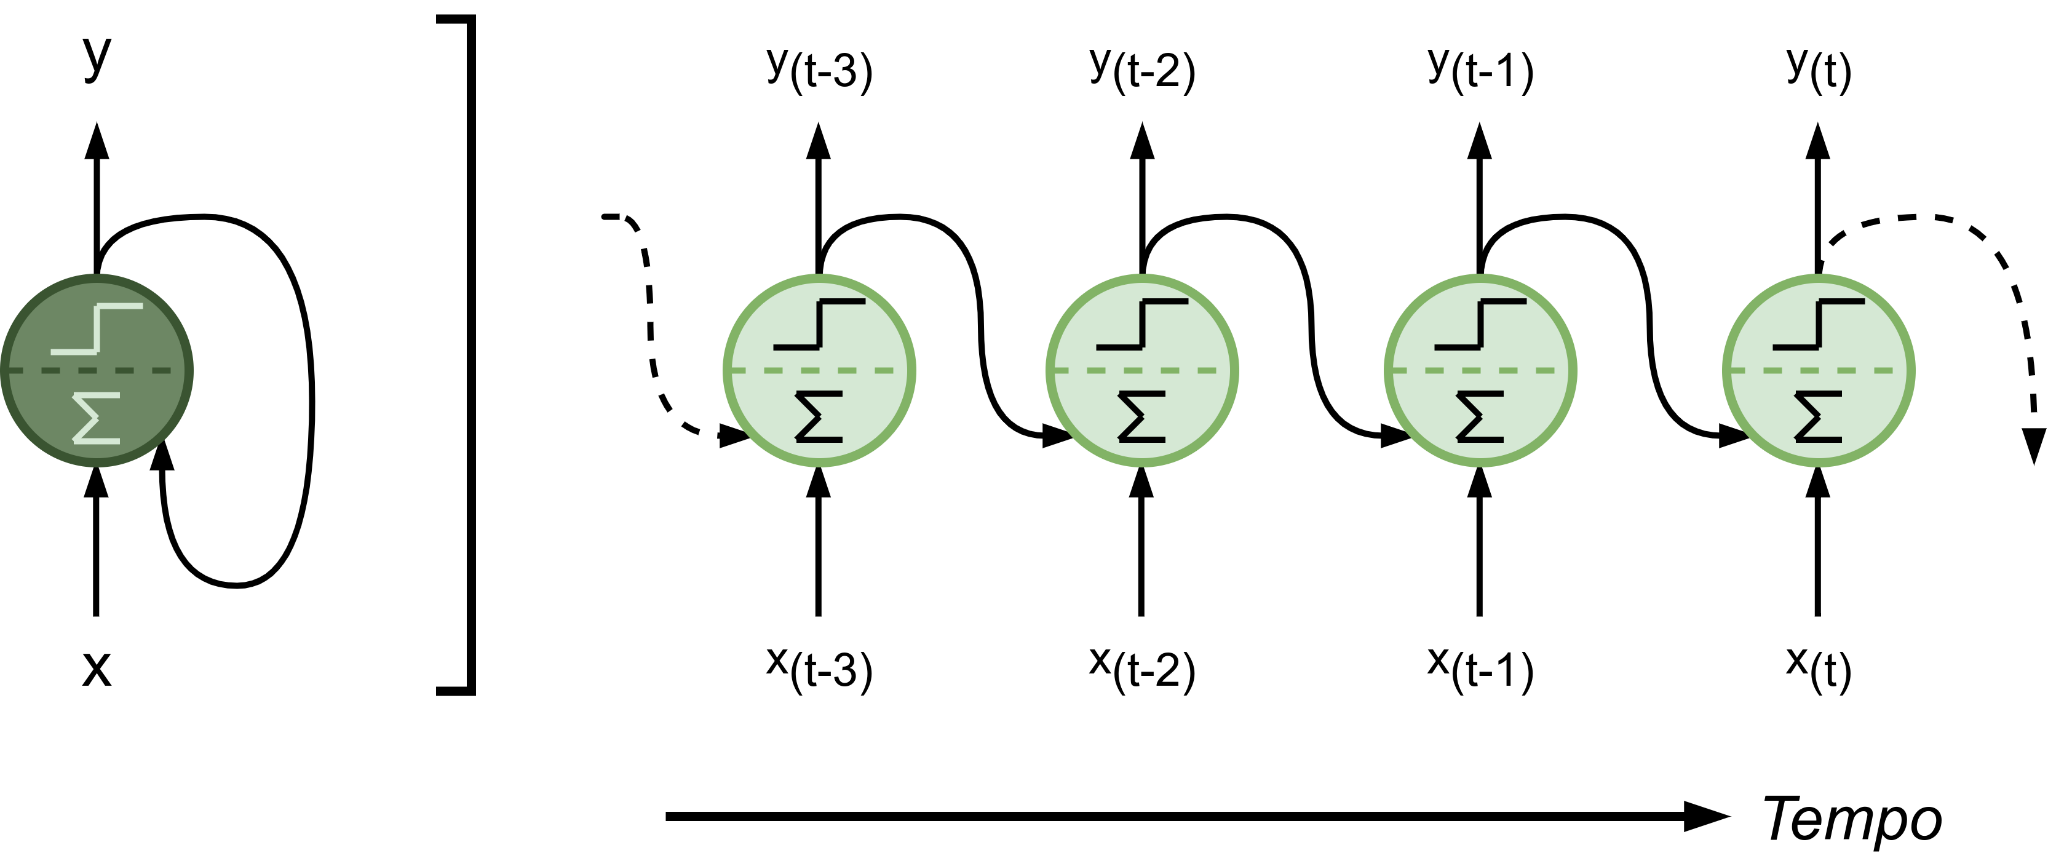 y
y(t-3) y(t-2) y(t-1) y(t)
Σ
Σ Σ Σ Σ
x
x(t-3) x(t-2) x(t-1) x(t)
Tempo